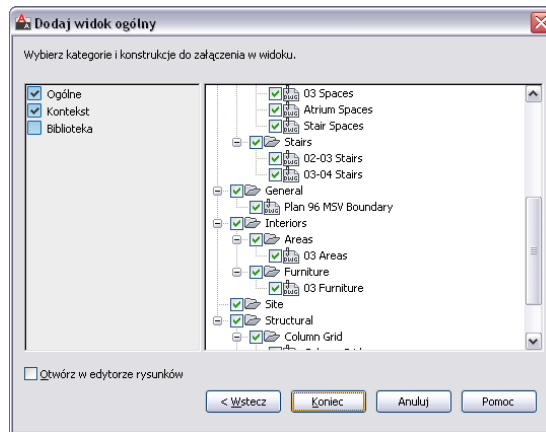 Dodaj widok ogólny
Wybierz kategorie i konstrukcje do załączenia w widoku.
Ogólne
Kontekst
Biblioteka
03 Spaces
Atrium Spaces
Stair Spaces
Stairs
02-03 Stairs
03-04 Stairs
General
Plan 96 MSV Boundary
Interiors
Areas
03 Areas
Furniture
03 Furniture
Site
Structural
Column Grid
Otwórz w edytorze rysunków
< Wstecz
Koniec
Anuluj
Pomoc